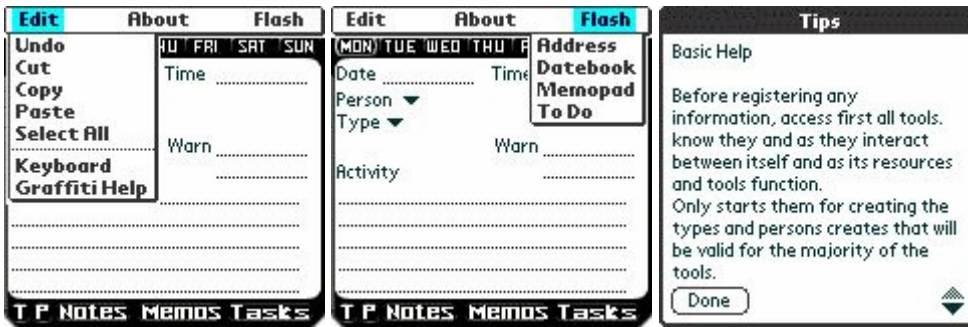 Edit About Flash
Undo
Cut
Copy
Paste
Select All
Keyboard
Graffiti Help
HU FRI SAT SUN
Time
Warn
T P Notes Memos Tasks
Edit About Flash
Address
Datebook
Memopad
To Do
(MON) TUE WED THU F
Date Time
Person
Type
Warn
Activity
T P Notes Memos Tasks
Tips
Basic Help
Before registering any
information, access first all tools.
know they and as they interact
between itself and as its resources
and tools function.
Only starts them for creating the
types and persons creates that will
be valid for the majority of the
tools.
Done